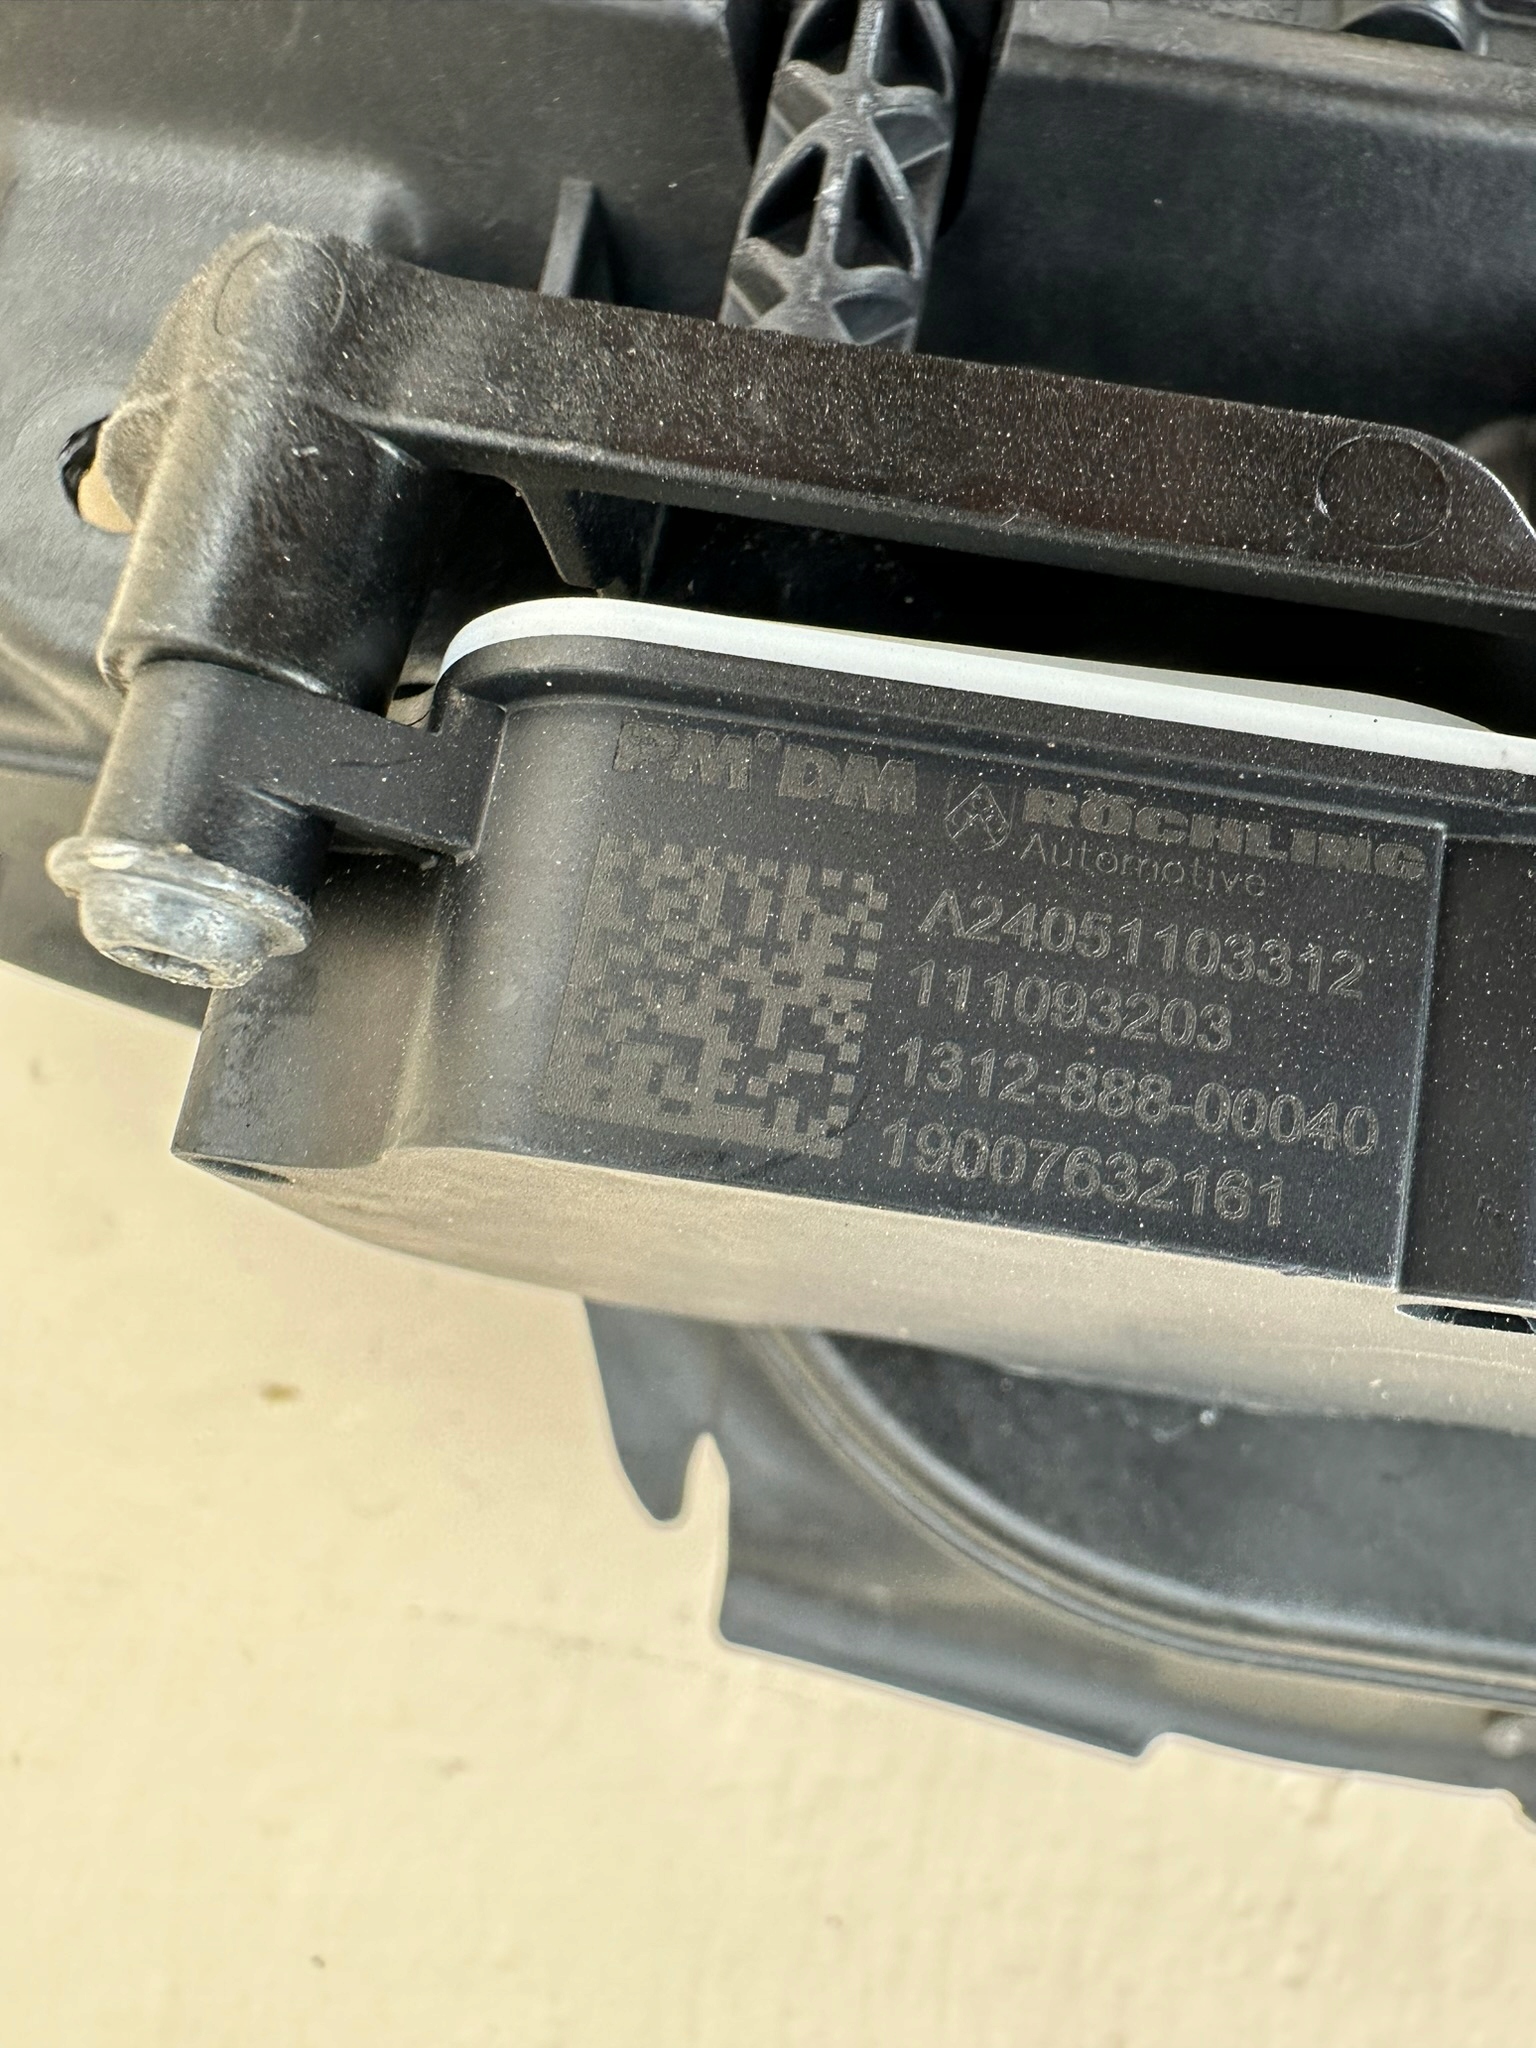 PM DM RÖCHLING
Automotive
A24051103312
111093203
1312-888-00040
19007632161